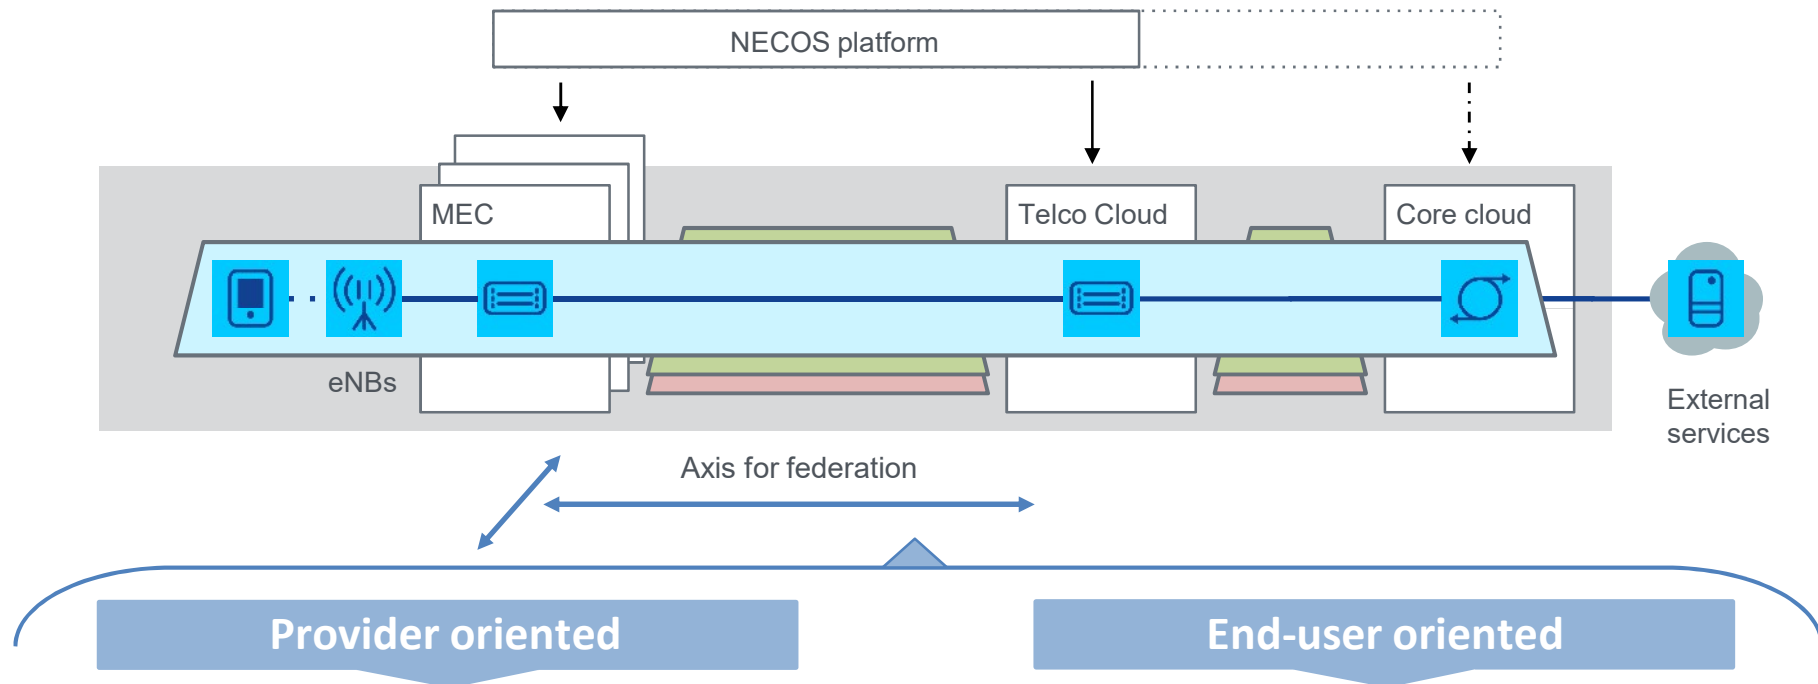 NECOS platform
MEC
Telco Cloud
Core cloud
eNBs
External
services
Axis for federation
Provider oriented
End-user oriented